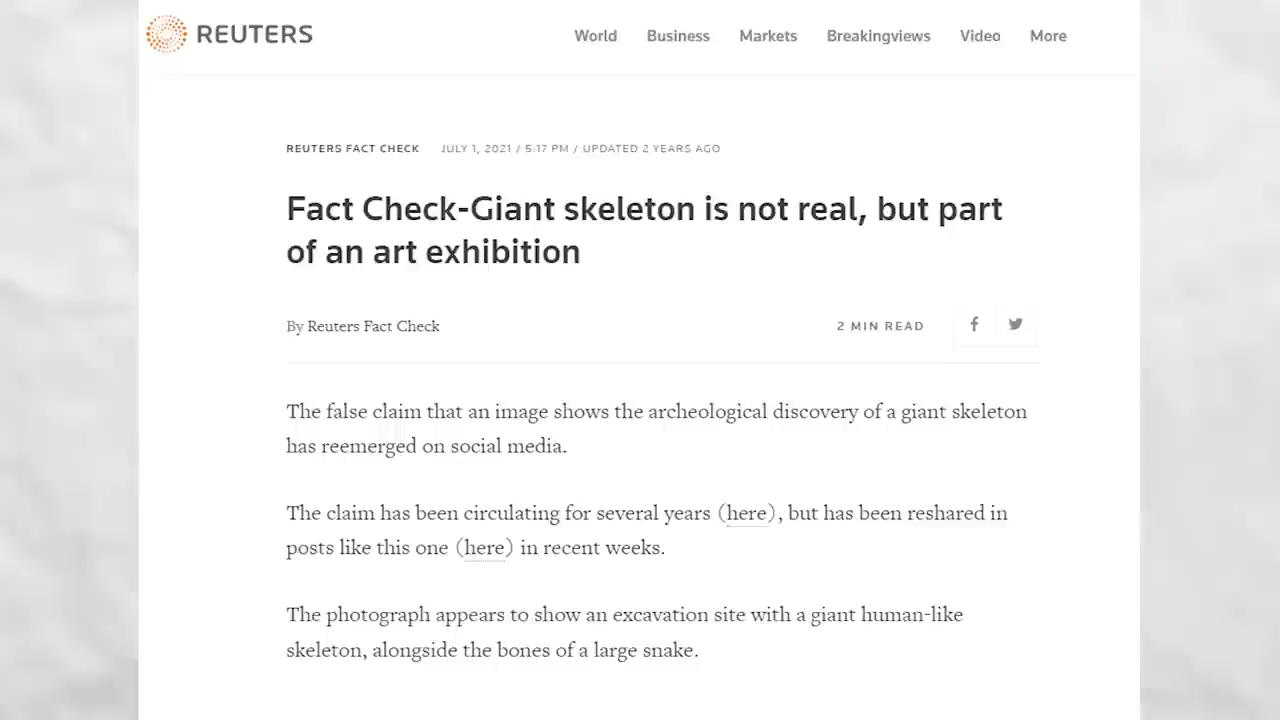 REUTERS
World Business Markets Breakingviews Video More
REUTERS FACT CHECK JULY 1, 2021 / 5:17 PM / UPDATED 2 YEARS AGO
Fact Check-Giant skeleton is not real, but part
of an art exhibition
By Reuters Fact Check
2 MIN READ
The false claim that an image shows the archeological discovery of a giant skeleton
has reemerged on social media.
The claim has been circulating for several years (here), but has been reshared in
posts like this one (here) in recent weeks.
The photograph appears to show an excavation site with a giant human-like
skeleton, alongside the bones of a large snake.